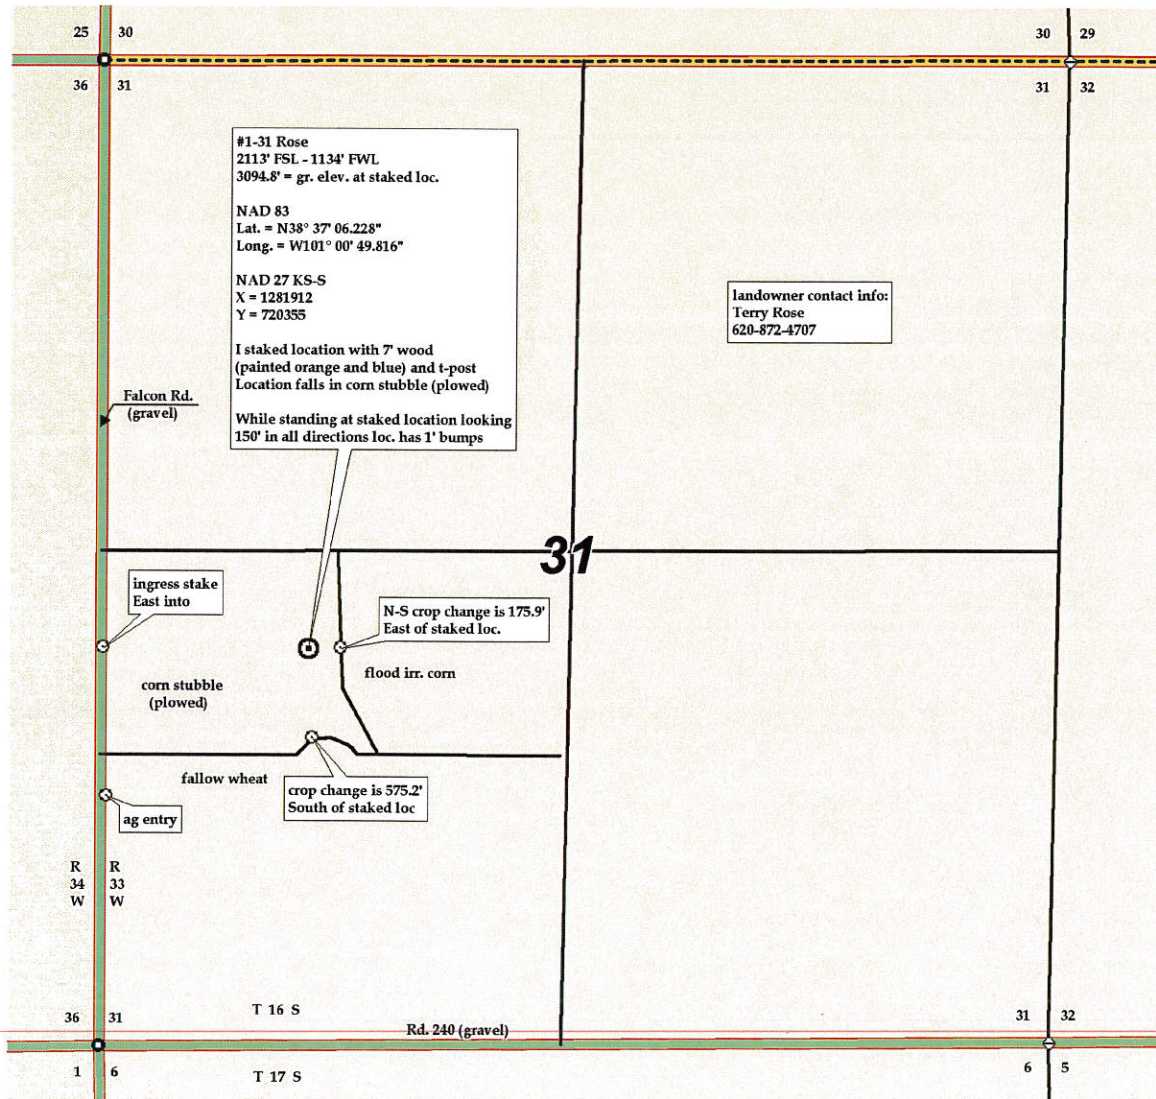 25 30
30 29
36 31
31 32
#1-31 Rose
2113' FSL - 1134' FWL
3094.8' = gr. elev. at staked loc.
NAD 83
Lat. = N38° 37' 06.228"
Long. = W101° 00' 49.816"
NAD 27 KS-S
X = 1281912
Y = 720355
I staked location with 7' wood
(painted orange and blue) and t-post
Location falls in corn stubble (plowed)
While standing at staked location looking
150' in all directions loc. has 1' bumps
landowner contact info:
Terry Rose
620-872-4707
Falcon Rd.
(gravel)
31
ingress stake
East into
N-S crop change is 175.9'
East of staked loc.
flood irr. corn
corn stubble
(plowed)
fallow wheat
crop change is 575.2'
South of staked loc
ag entry
R R
34 33
W W
T 16 S
36 31
31 32
Rd. 240 (gravel)
1 6
T 17 S
6 5